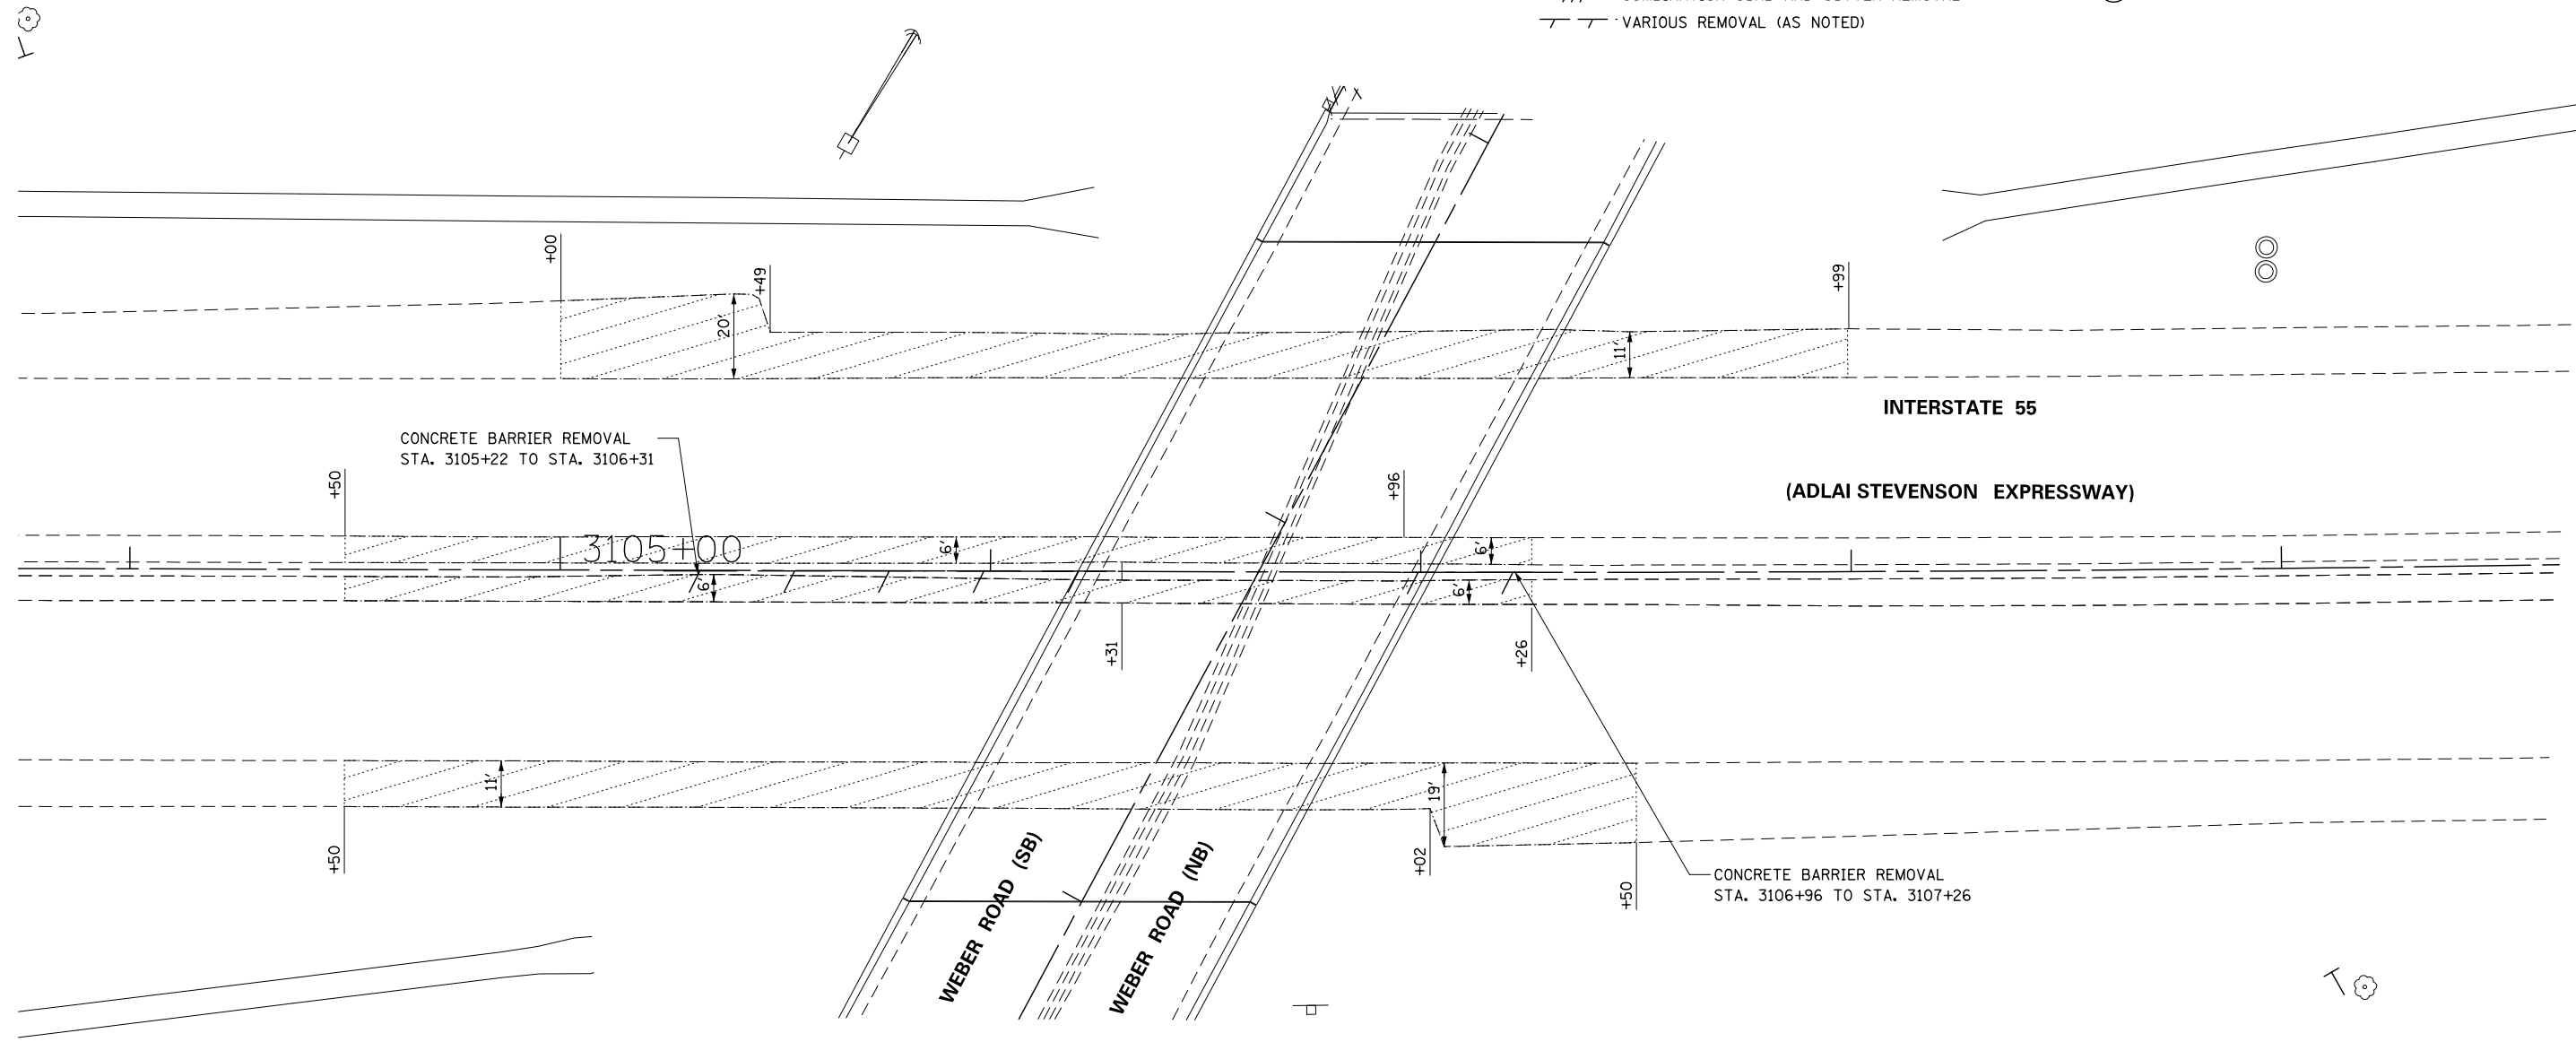 VARIOUS REMOVAL (AS NOTED)
+00
+49
+99
20'
11'
INTERSTATE 55
CONCRETE BARRIER REMOVAL
STA. 3105+22 TO STA. 3106+31
+50
+96
(ADLAI STEVENSON EXPRESSWAY)
3105+00
6'
6'
6'
6'
+31
+26
11'
19'
+50
+02
+50
WEBER ROAD (SB)
WEBER ROAD (NB)
CONCRETE BARRIER REMOVAL
STA. 3106+96 TO STA. 3107+26